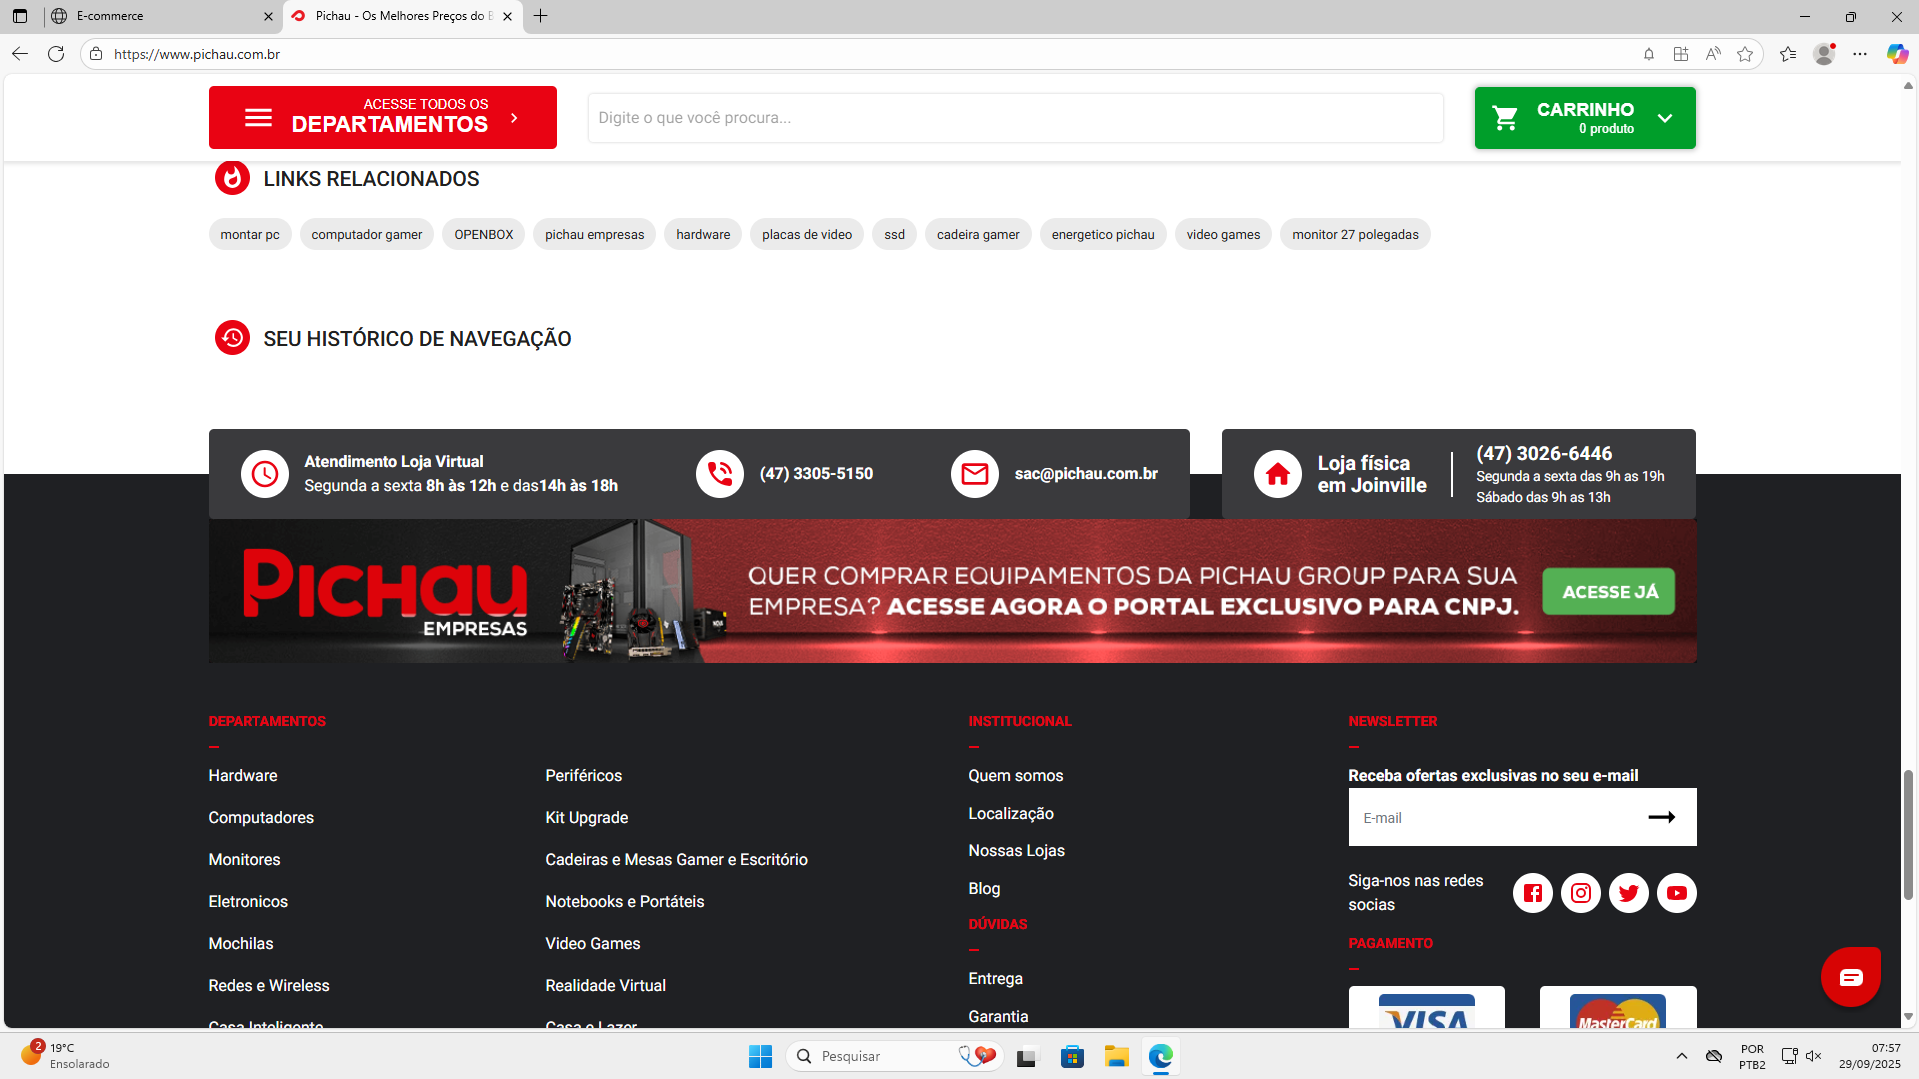 E-commerce
Pichau - Os Melhores Preços do B
https://www.pichau.com.br
ACESSE TODOS OS
DEPARTAMENTOS
Digite o que você procura...
CARRINHO
0 produto
LINKS RELACIONADOS
montar pc computador gamer OPENBOX pichau empresas hardware placas de video ssd cadeira gamer energetico pichau video games monitor 27 polegadas
SEU HISTÓRICO DE NAVEGAÇÃO
Atendimento Loja Virtual
Segunda a sexta 8h às 12h e das14h às 18h
(47) 3305-5150
sac@pichau.com.br
Loja física
em Joinville
(47) 3026-6446
Segunda a sexta das 9h as 19h
Sábado das 9h as 13h
PICHAU
EMPRESAS
QUER COMPRAR EQUIPAMENTOS DA PICHAU GROUP PARA SUA
EMPRESA? ACESSE AGORA O PORTAL EXCLUSIVO PARA CNPJ.
ACESSE JÁ
DEPARTAMENTOS
Hardware
Computadores
Monitores
Eletronicos
Mochilas
Redes e Wireless
Casa Inteligente
Periféricos
Kit Upgrade
Cadeiras e Mesas Gamer e Escritório
Notebooks e Portáteis
Video Games
Realidade Virtual
Casa e Lazer
INSTITUCIONAL
Quem somos
Localização
Nossas Lojas
Blog
DÚVIDAS
Entrega
Garantia
NEWSLETTER
Receba ofertas exclusivas no seu e-mail
E-mail
Siga-nos nas redes
socias
PAGAMENTO
VISA
MasterCard
2
19°C
Ensolarado
Pesquisar
POR
PTB2
07:57
29/09/2025